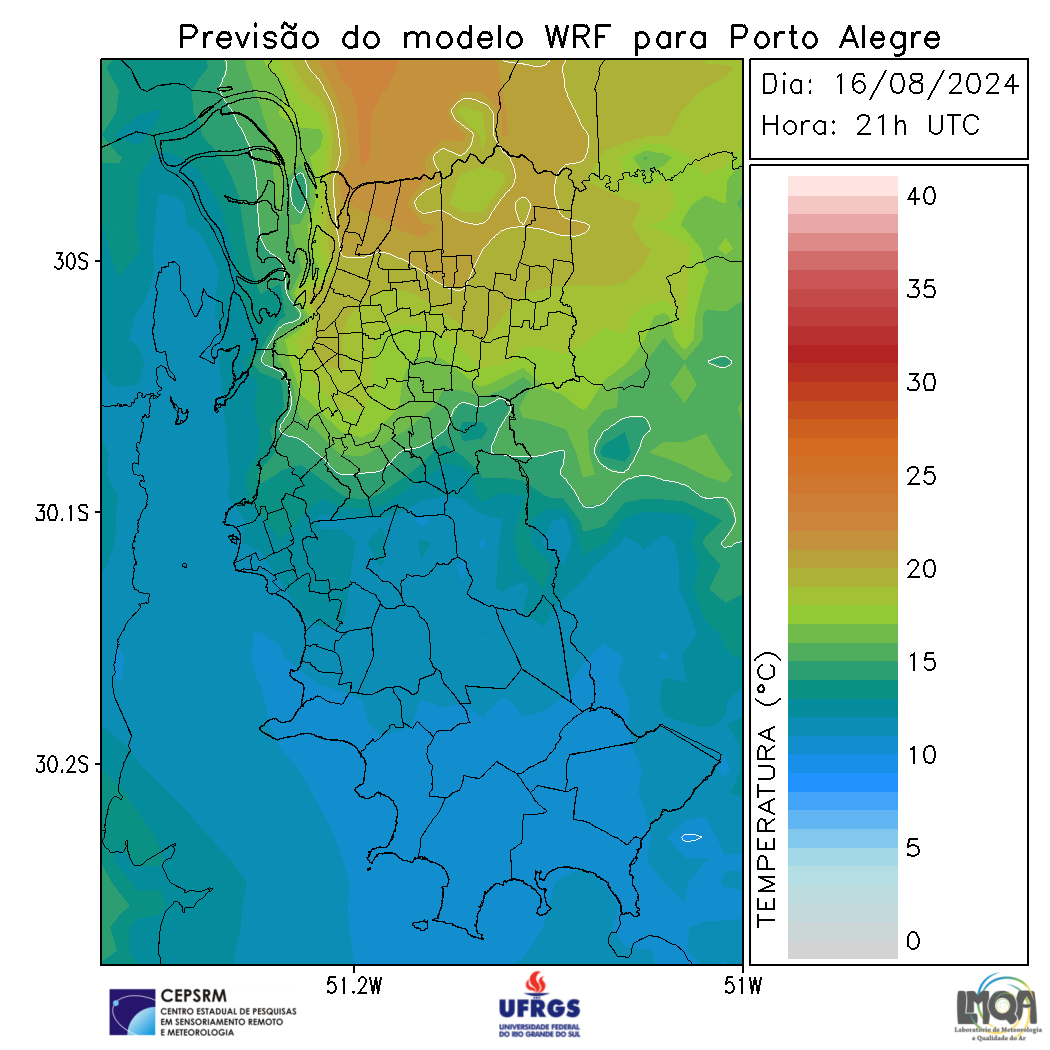 Previsão do modelo WRF para Porto Alegre
Dia: 16/08/2024
Hora: 21h UTC
40
35
30
25
20
15
10
5
0
TEMPERATURA (°C)
30S
30.1S
30.2S
51.2W
51W
CEPSRM
CENTRO ESTADUAL DE PESQUISAS
EM SENSORIAMENTO REMOTO
E METEOROLOGIA
UFRGS
UNIVERSIDADE FEDERAL
DO RIO GRANDE DO SUL
LMQA
Laboratório de Meteorologia
e Qualidade do Ar